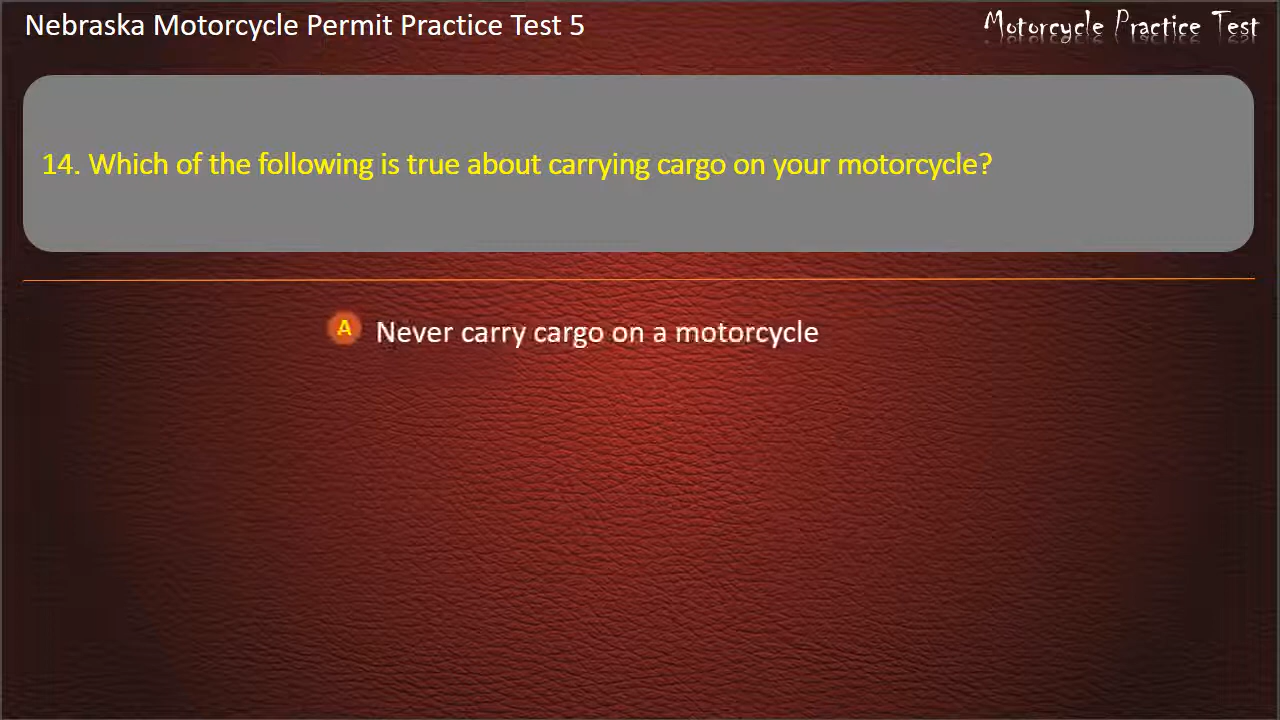 Nebraska Motorcycle Permit Practice Test 5
Motorcycle Practice Test
14. Which of the following is true about carrying cargo on your motorcycle?
A Never carry cargo on a motorcycle